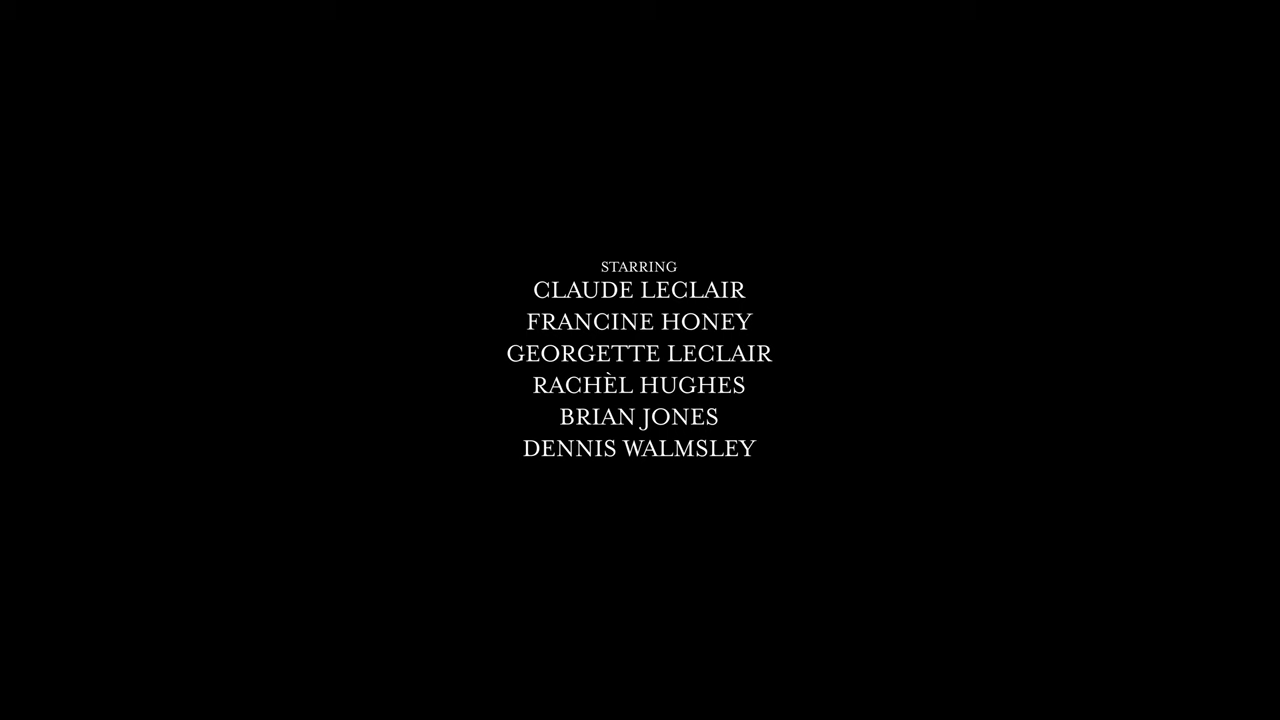 STARRING
CLAUDE LECLAIR
FRANCINE HONEY
GEORGETTE LECLAIR
RACHÈL HUGHES
BRIAN JONES
DENNIS WALMSLEY